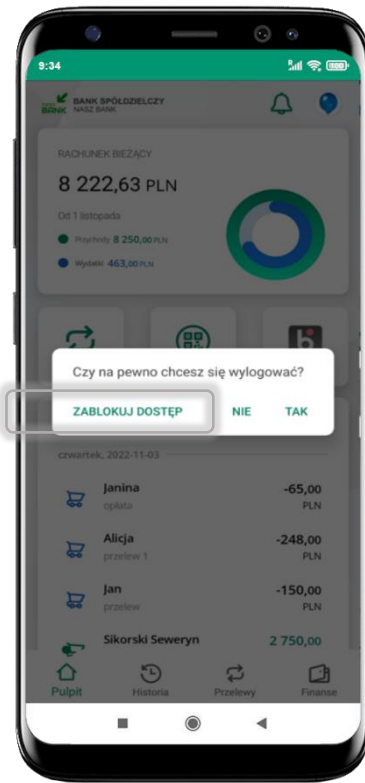 9:34
BANK SPÓŁDZIELCZY
NASZ BANK
RACHUNEK BIEŻĄCY
8 222,63 PLN
Od 1 listopada
Przychody 8 250,00 PLN
Wydatki 463,00 PLN
Czy na pewno chcesz się wylogować?
ZABLOKUJ DOSTĘP NIE TAK
czwartek, 2022-11-03
Janina -65,00
opłata PLN
Alicja -248,00
przelew 1 PLN
Jan -150,00
przelew PLN
Sikorski Seweryn 2 750,00
Pulpit Historia Przelewy Finanse